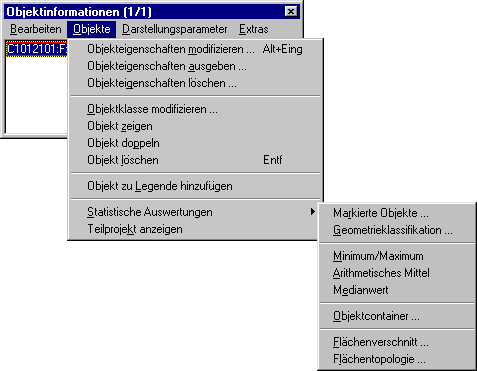 Objektinformationen (1/1)
Bearbeiten Objekte Darstellungsparameter Extras
Objekteigenschaften modifizieren ... Alt+Eing
Objekteigenschaften ausgeben ...
Objekteigenschaften löschen ...
Objektklasse modifizieren ...
Objekt zeigen
Objekt doppeln
Objekt löschen Entf
Objekt zu Legende hinzufügen
Statistische Auswertungen
Teilprojekt anzeigen
Markierte Objekte ...
Geometrieklassifikation ...
Minimum/Maximum
Arithmetisches Mittel
Medianwert
Objektcontainer ...
Flächenverschnitt ...
Flächentopologie ...